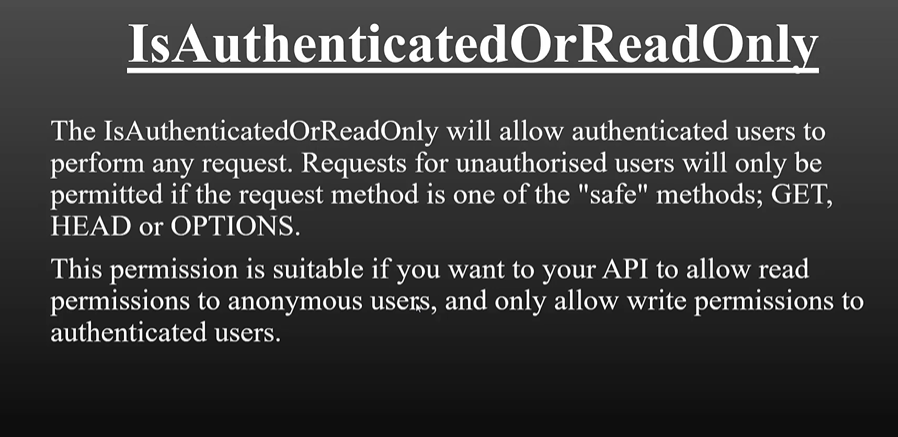 IsAuthenticatedOrReadOnly
The IsAuthenticatedOrReadOnly will allow authenticated users to
perform any request. Requests for unauthorised users will only be
permitted if the request method is one of the "safe" methods; GET,
HEAD or OPTIONS.
This permission is suitable if you want to your API to allow read
permissions to anonymous users, and only allow write permissions to
authenticated users.